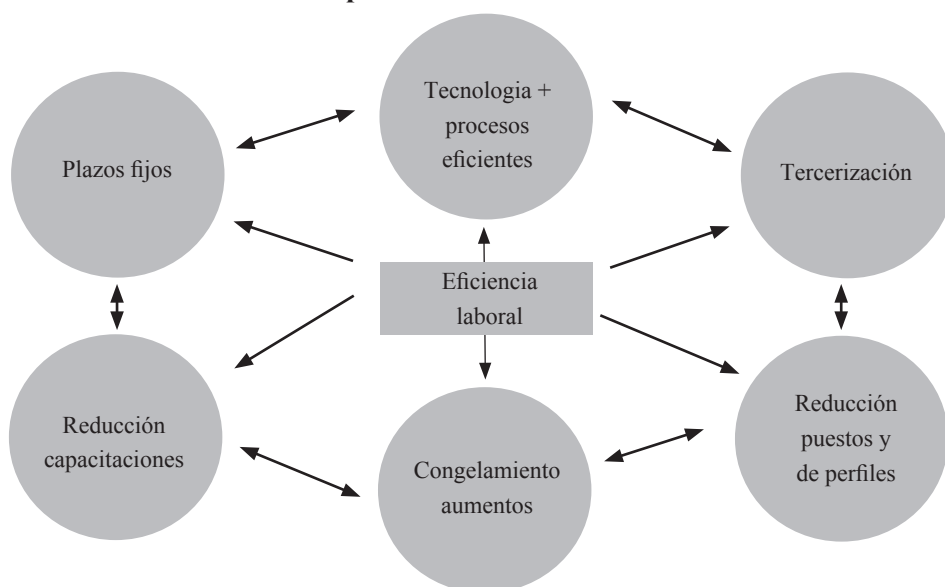 Tecnologia +
procesos
eficientes
Plazos fijos
Tercerización
Eficiencia
laboral
Reducción
capacitaciones
Congelamiento
aumentos
Reducción
puestos y
de perfiles